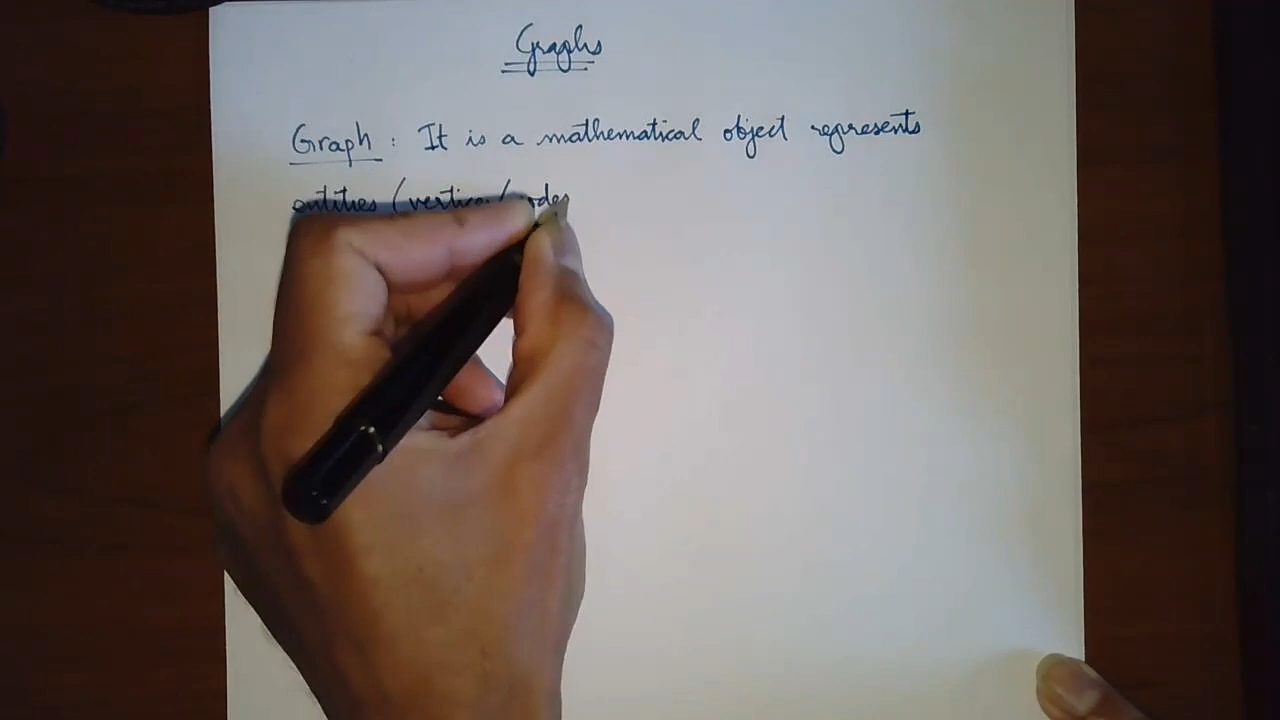 Graphs
Graph : It is a mathematical object represents
entities (vertices/nodes